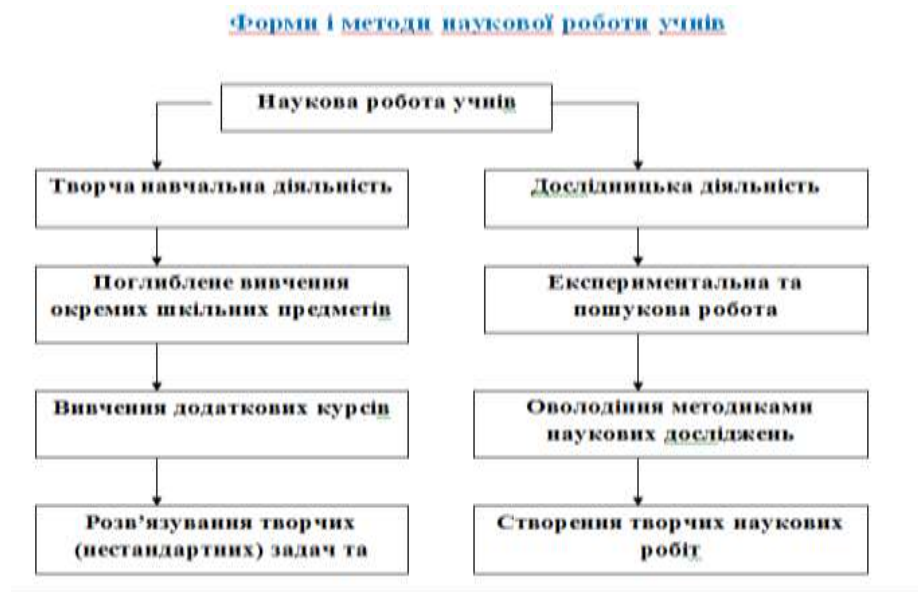 Форми і методи наукової роботи учнів
Наукова робота учнів
Творча навчальна діяльність
Дослідницька діяльність
Поглиблене вивчення
окремих шкільних предметів
Експериментальна та
пошукова робота
Вивчення додаткових курсів
Оволодіння методиками
наукових досліджень
Розв’язування творчих
(нестандартних) задач та
Створення творчих наукових
робіт